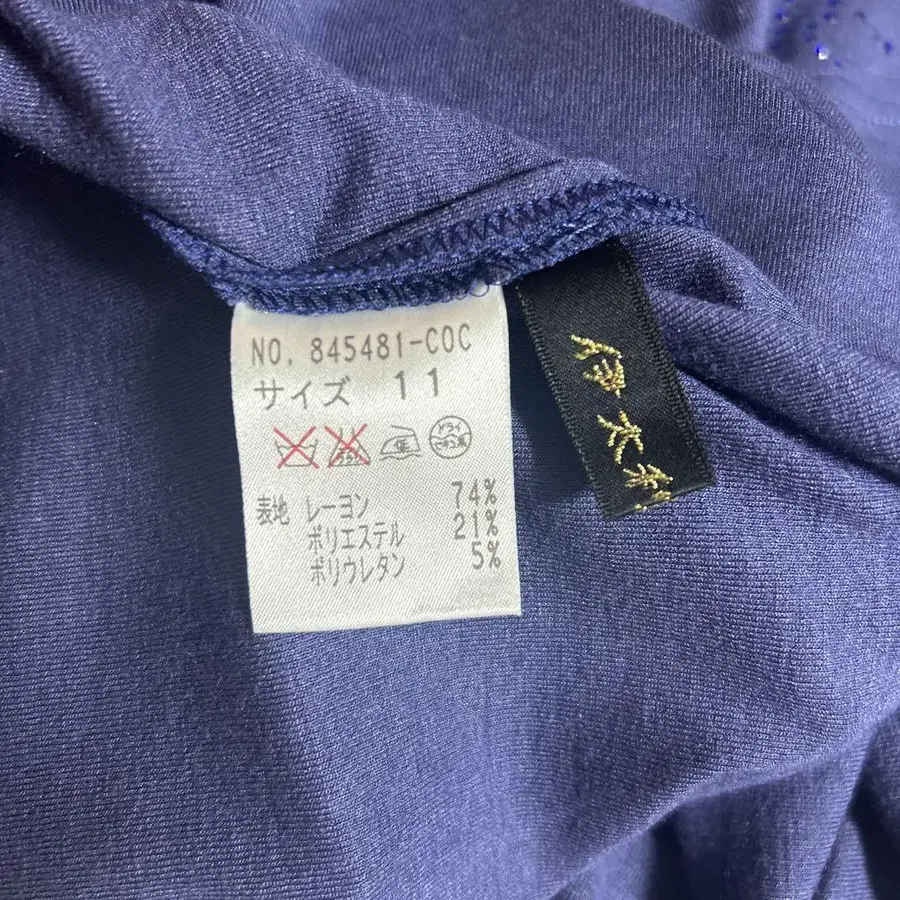 NO. 845481-COC
サイズ 11
低
ドライ
表地 レーヨン 74%
ポリエステル 21%
ポリウレタン 5%
伊太利